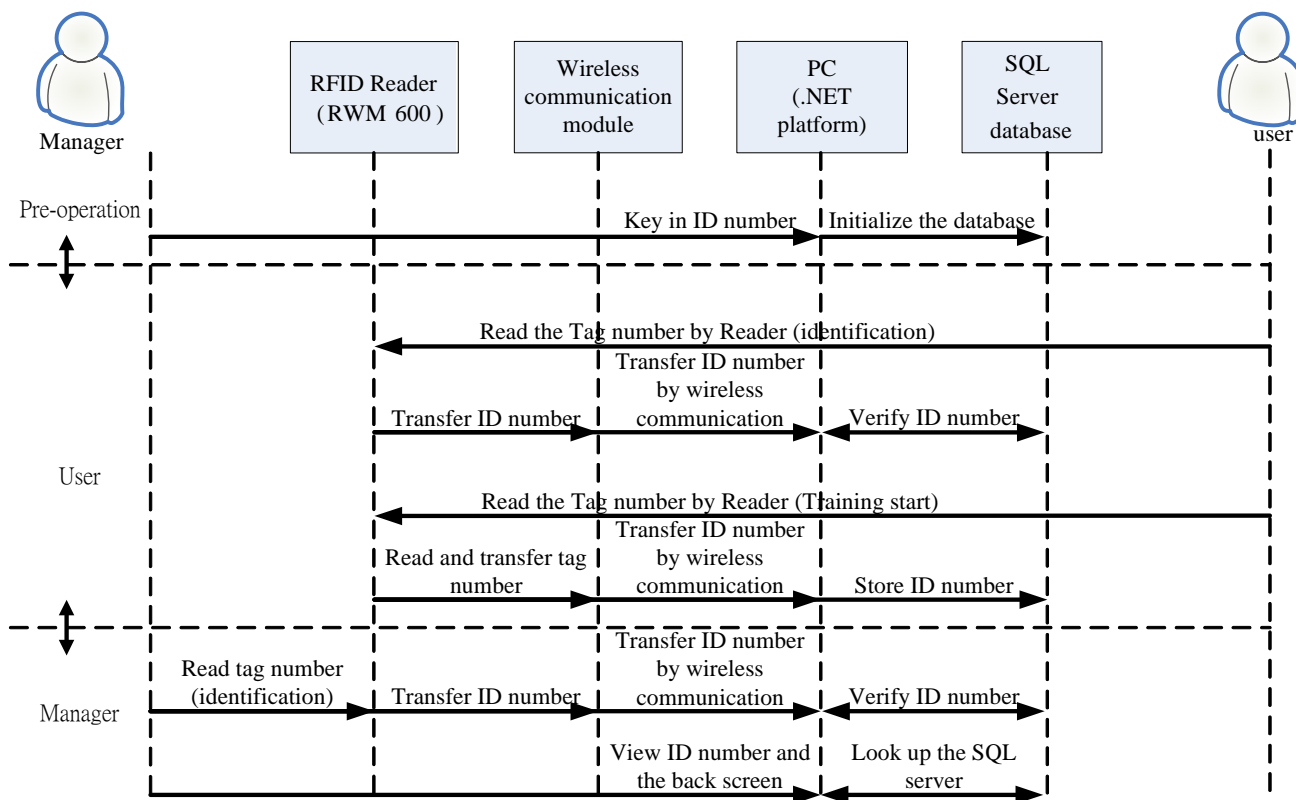 Manager
RFID Reader
(RWM 600)
Wireless
communication
module
PC
(.NET
platform)
SQL
Server
database
user
Pre-operation
Key in ID number
Initialize the database
Read the Tag number by Reader (identification)
Transfer ID number
Transfer ID number
by wireless
communication
Verify ID number
User
Read the Tag number by Reader (Training start)
Read and transfer tag
number
Transfer ID number
by wireless
communication
Store ID number
Manager
Read tag number
(identification)
Transfer ID number
Transfer ID number
by wireless
communication
Verify ID number
View ID number and
the back screen
Look up the SQL
server